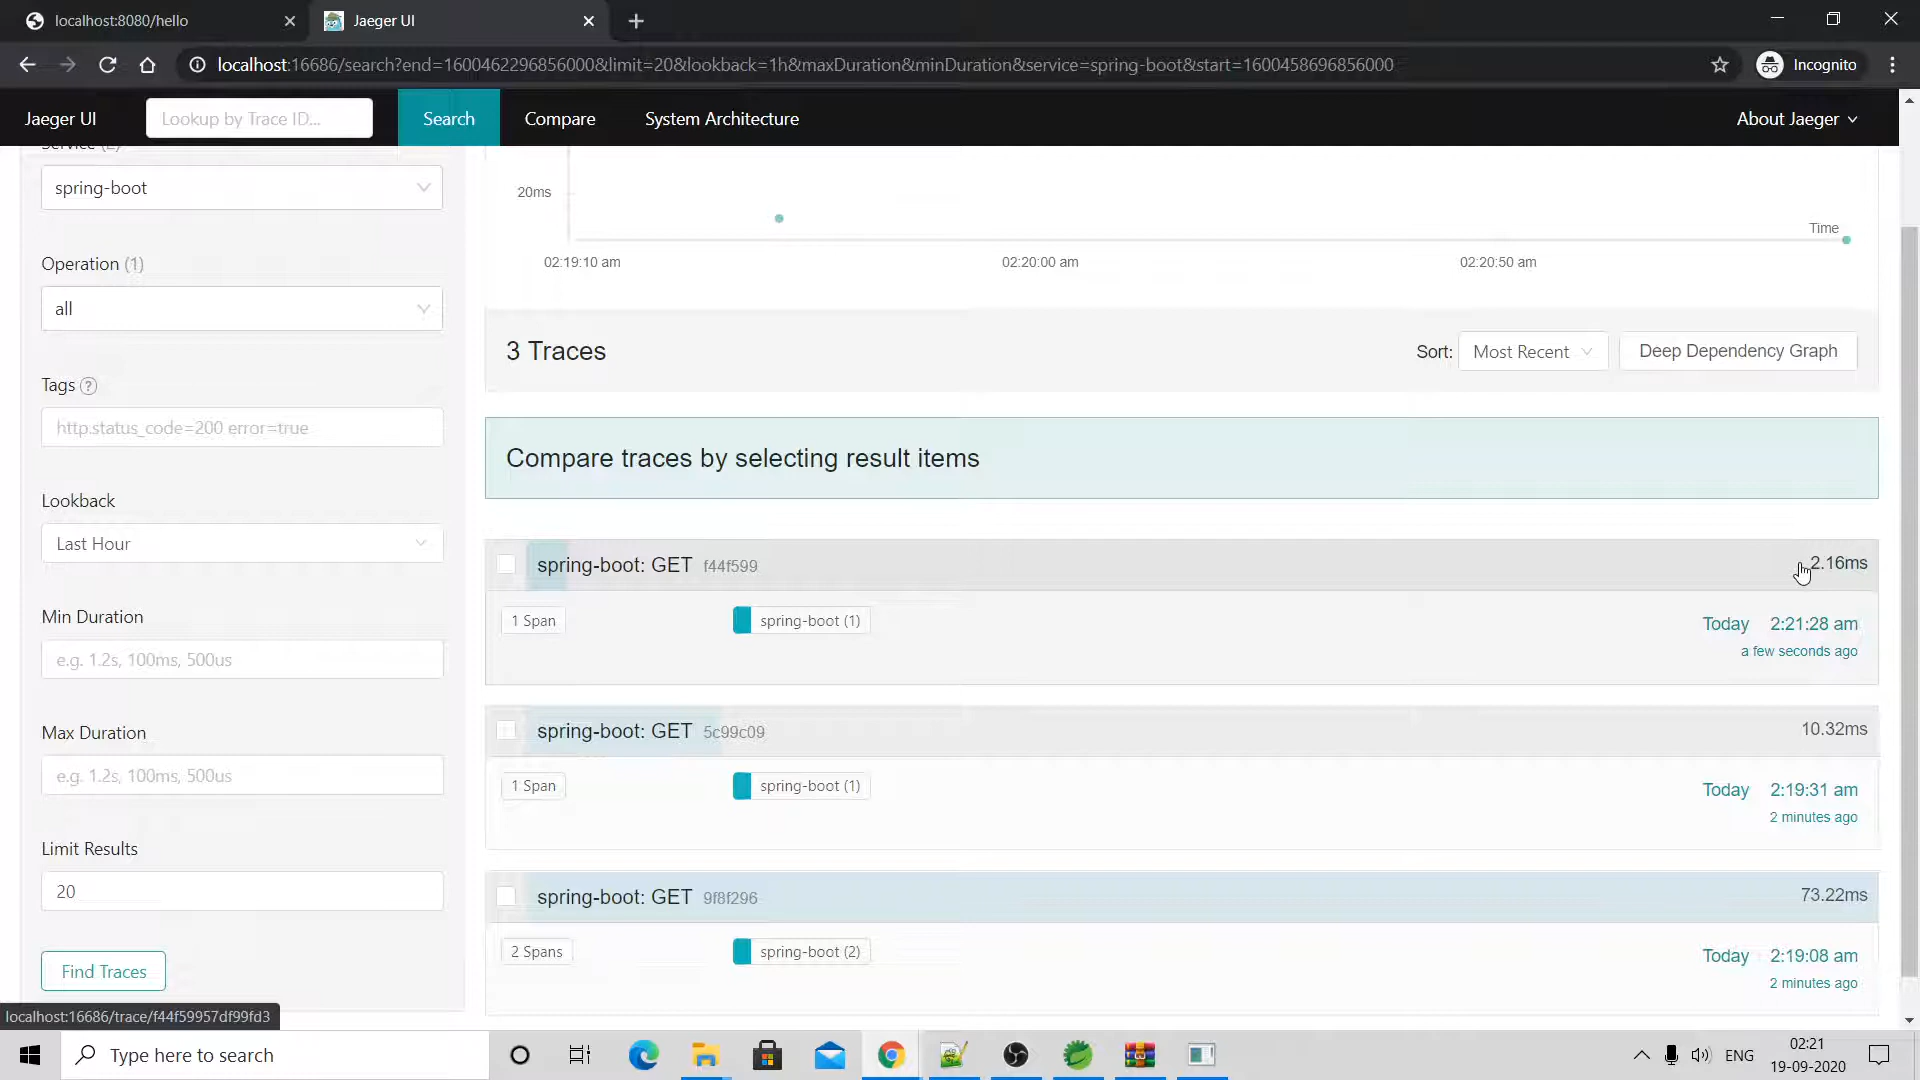 localhost:8080/hello
Jaeger UI
localhost:16686/search?end=1600462296856000&limit=20&lookback=1h&maxDuration&minDuration&service=spring-boot&start=1600458696856000
Incognito
Jaeger UI
Lookup by Trace ID...
Search
Compare
System Architecture
About Jaeger
Service (2)
spring-boot
Operation (1)
all
Tags ?
http.status_code=200 error=true
Lookback
Last Hour
Min Duration
e.g. 1.2s, 100ms, 500us
Max Duration
e.g. 1.2s, 100ms, 500us
Limit Results
20
Find Traces
20ms
Time
02:19:10 am
02:20:00 am
02:20:50 am
3 Traces
Sort: Most Recent
Deep Dependency Graph
Compare traces by selecting result items
spring-boot: GET f44f599
2.16ms
1 Span
spring-boot (1)
Today 2:21:28 am
a few seconds ago
spring-boot: GET 5c99c09
10.32ms
1 Span
spring-boot (1)
Today 2:19:31 am
2 minutes ago
spring-boot: GET 9f8f296
73.22ms
2 Spans
spring-boot (2)
Today 2:19:08 am
2 minutes ago
localhost:16686/trace/f44f59957df99fd3
Type here to search
ENG
02:21
19-09-2020